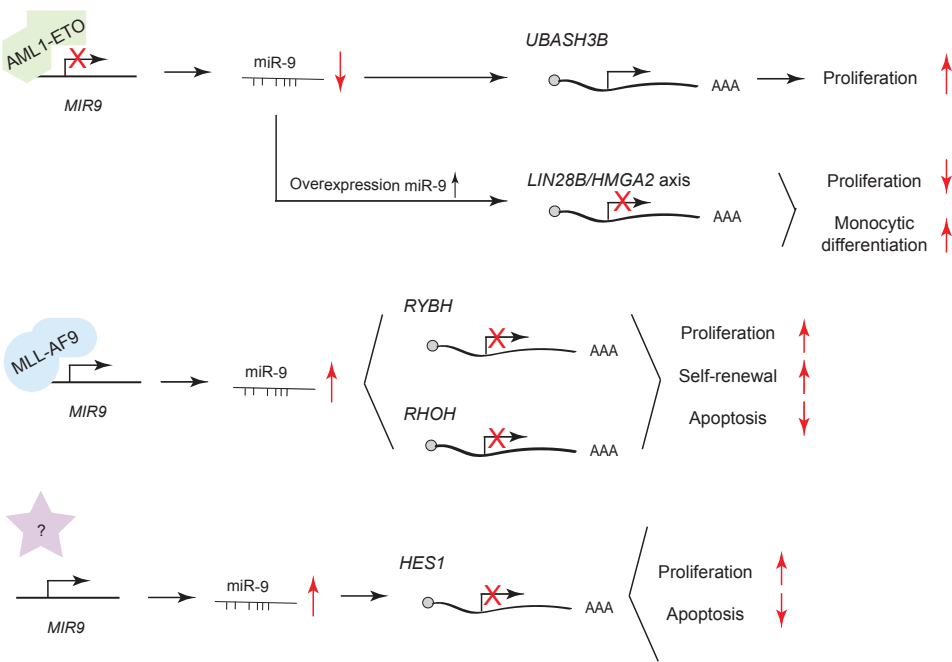 AML1-ETO
X
MIR9
miR-9
UBASH3B
AAA
Proliferation
Overexpression miR-9
LIN28B/HMGA2 axis
X
AAA
Proliferation
Monocytic
differentiation
MLL-AF9
MIR9
miR-9
RYBH
X
AAA
RHOH
X
AAA
Proliferation
Self-renewal
Apoptosis
?
MIR9
miR-9
HES1
X
AAA
Proliferation
Apoptosis